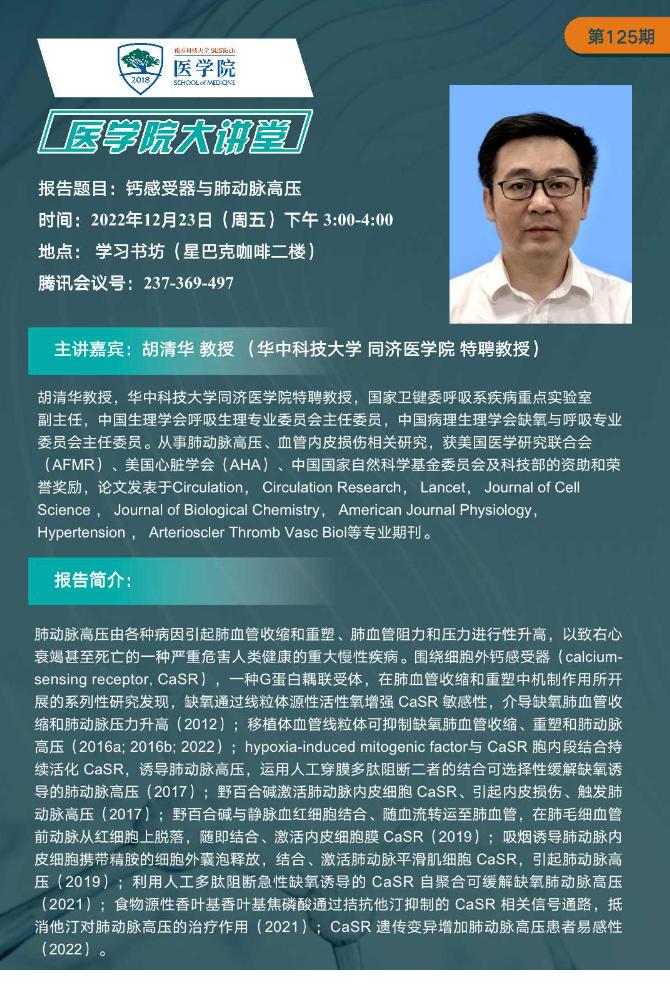 第125期
南方科技大学 SUSTech
医学院
SCHOOL OF MEDICINE
2018
医学院大讲堂
报告题目：钙感受器与肺动脉高压
时间：2022年12月23日（周五）下午 3:00-4:00
地点： 学习书坊（星巴克咖啡二楼）
腾讯会议号：237-369-497
主讲嘉宾：胡清华 教授 （华中科技大学 同济医学院 特聘教授）
胡清华教授，华中科技大学同济医学院特聘教授，国家卫健委呼吸系疾病重点实验室
副主任，中国生理学会呼吸生理专业委员会主任委员，中国病理生理学会缺氧与呼吸专业
委员会主任委员。从事肺动脉高压、血管内皮损伤相关研究，获美国医学研究联合会
（AFMR）、美国心脏学会（AHA）、中国国家自然科学基金委员会及科技部的资助和荣
誉奖励，论文发表于Circulation， Circulation Research， Lancet， Journal of Cell
Science ， Journal of Biological Chemistry， American Journal Physiology，
Hypertension ， Arterioscler Thromb Vasc Biol等专业期刊。
报告简介：
肺动脉高压由各种病因引起肺血管收缩和重塑、肺血管阻力和压力进行性升高，以致右心
衰竭甚至死亡的一种严重危害人类健康的重大慢性疾病。围绕细胞外钙感受器（calcium-
sensing receptor, CaSR），一种G蛋白耦联受体，在肺血管收缩和重塑中机制作用所开
展的系列性研究发现，缺氧通过线粒体源性活性氧增强 CaSR 敏感性，介导缺氧肺血管收
缩和肺动脉压力升高（2012）；移植体血管线粒体可抑制缺氧肺血管收缩、重塑和肺动脉
高压（2016a; 2016b; 2022）；hypoxia-induced mitogenic factor与 CaSR 胞内段结合持
续活化 CaSR，诱导肺动脉高压，运用人工穿膜多肽阻断二者的结合可选择性缓解缺氧诱
导的肺动脉高压（2017）；野百合碱激活肺动脉内皮细胞 CaSR、引起内皮损伤、触发肺
动脉高压（2017）；野百合碱与静脉血红细胞结合、随血流转运至肺血管，在肺毛细血管
前动脉从红细胞上脱落，随即结合、激活内皮细胞膜 CaSR（2019）；吸烟诱导肺动脉内
皮细胞携带精胺的细胞外囊泡释放，结合、激活肺动脉平滑肌细胞 CaSR，引起肺动脉高
压（2019）；利用人工多肽阻断急性缺氧诱导的 CaSR 自聚合可缓解缺氧肺动脉高压
（2021）；食物源性香叶基香叶基焦磷酸通过拮抗他汀抑制的 CaSR 相关信号通路，抵
消他汀对肺动脉高压的治疗作用（2021）；CaSR 遗传变异增加肺动脉高压患者易感性
（2022）。